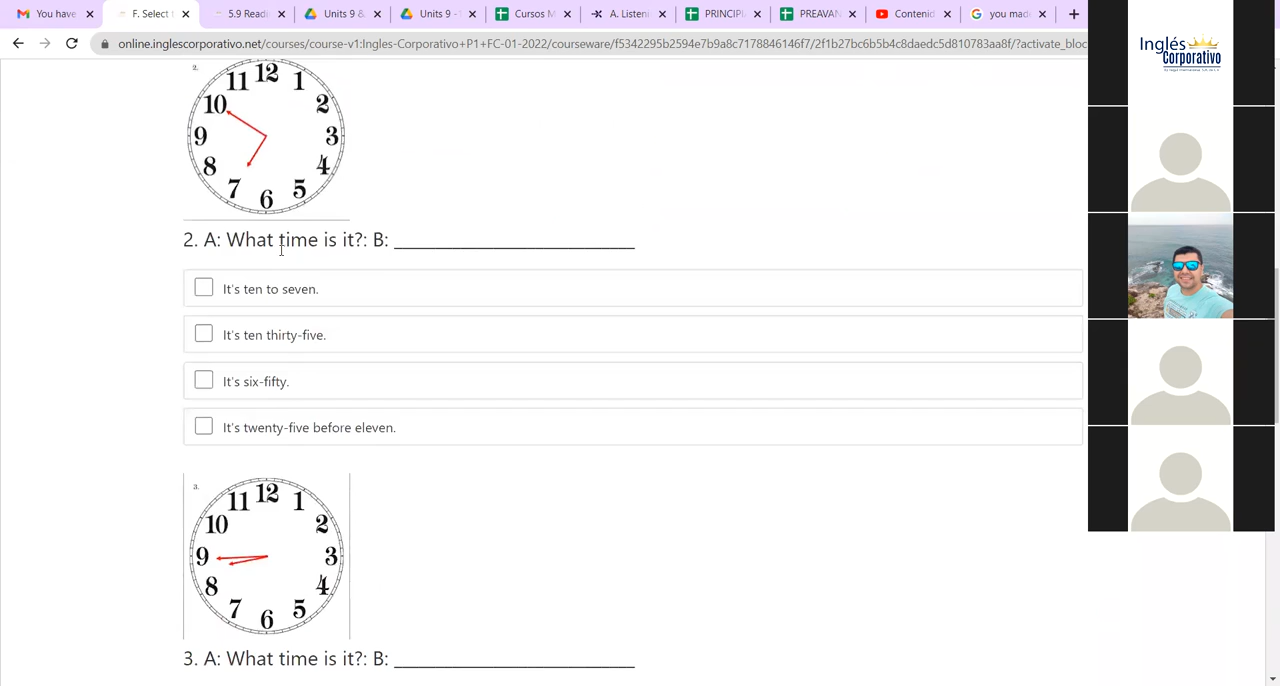 You have
F. Select t
5.9 Readi
Units 9 &
Units 9 -
Cursos M
A. Listeni
PRINCIPI
PREAVAN
Contenid
you made
online.inglescorporativo.net/courses/course-v1:Ingles-Corporativo+P1+FC-01-2022/courseware/f5342295b2594e7b9a8c7178846146f7/2f1b27bc6b5b4c8daedc5d810783aa8f/?activate_bloc
Inglés
Corporativo
2.
12
11 1
10 2
9 3
8 4
7 5
6
2. A: What time is it?: B: ___________________________
It's ten to seven.
It's ten thirty-five.
It's six-fifty.
It's twenty-five before eleven.
3.
12
11 1
10 2
9 3
8 4
7 5
6
3. A: What time is it?: B: ___________________________